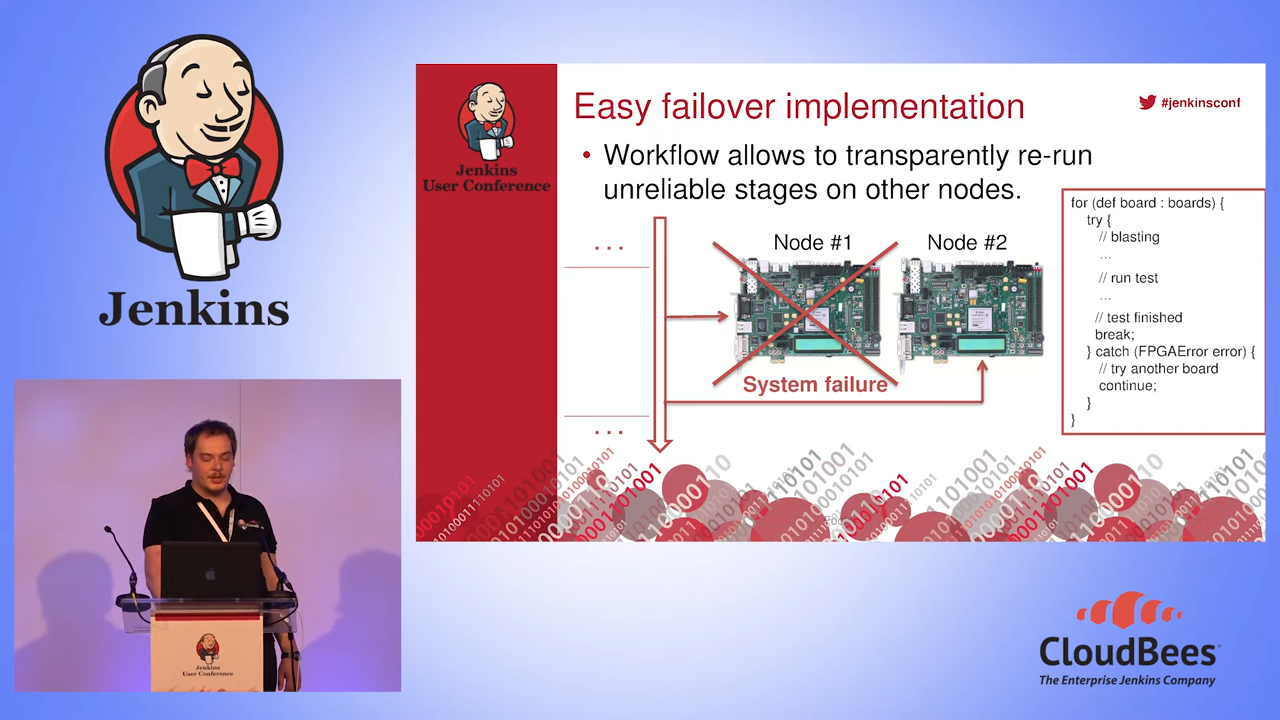 Jenkins
Jenkins
User Conference
Easy failover implementation
#jenkinsconf
• Workflow allows to transparently re-run
unreliable stages on other nodes.
...
Node #1
Node #2
System failure
...
for (def board : boards) {
try {
// blasting
...
// run test
...
// test finished
break;
} catch (FPGAError error) {
// try another board
continue;
}
}
Jenkins
User Conference
CloudBees
The Enterprise Jenkins Company